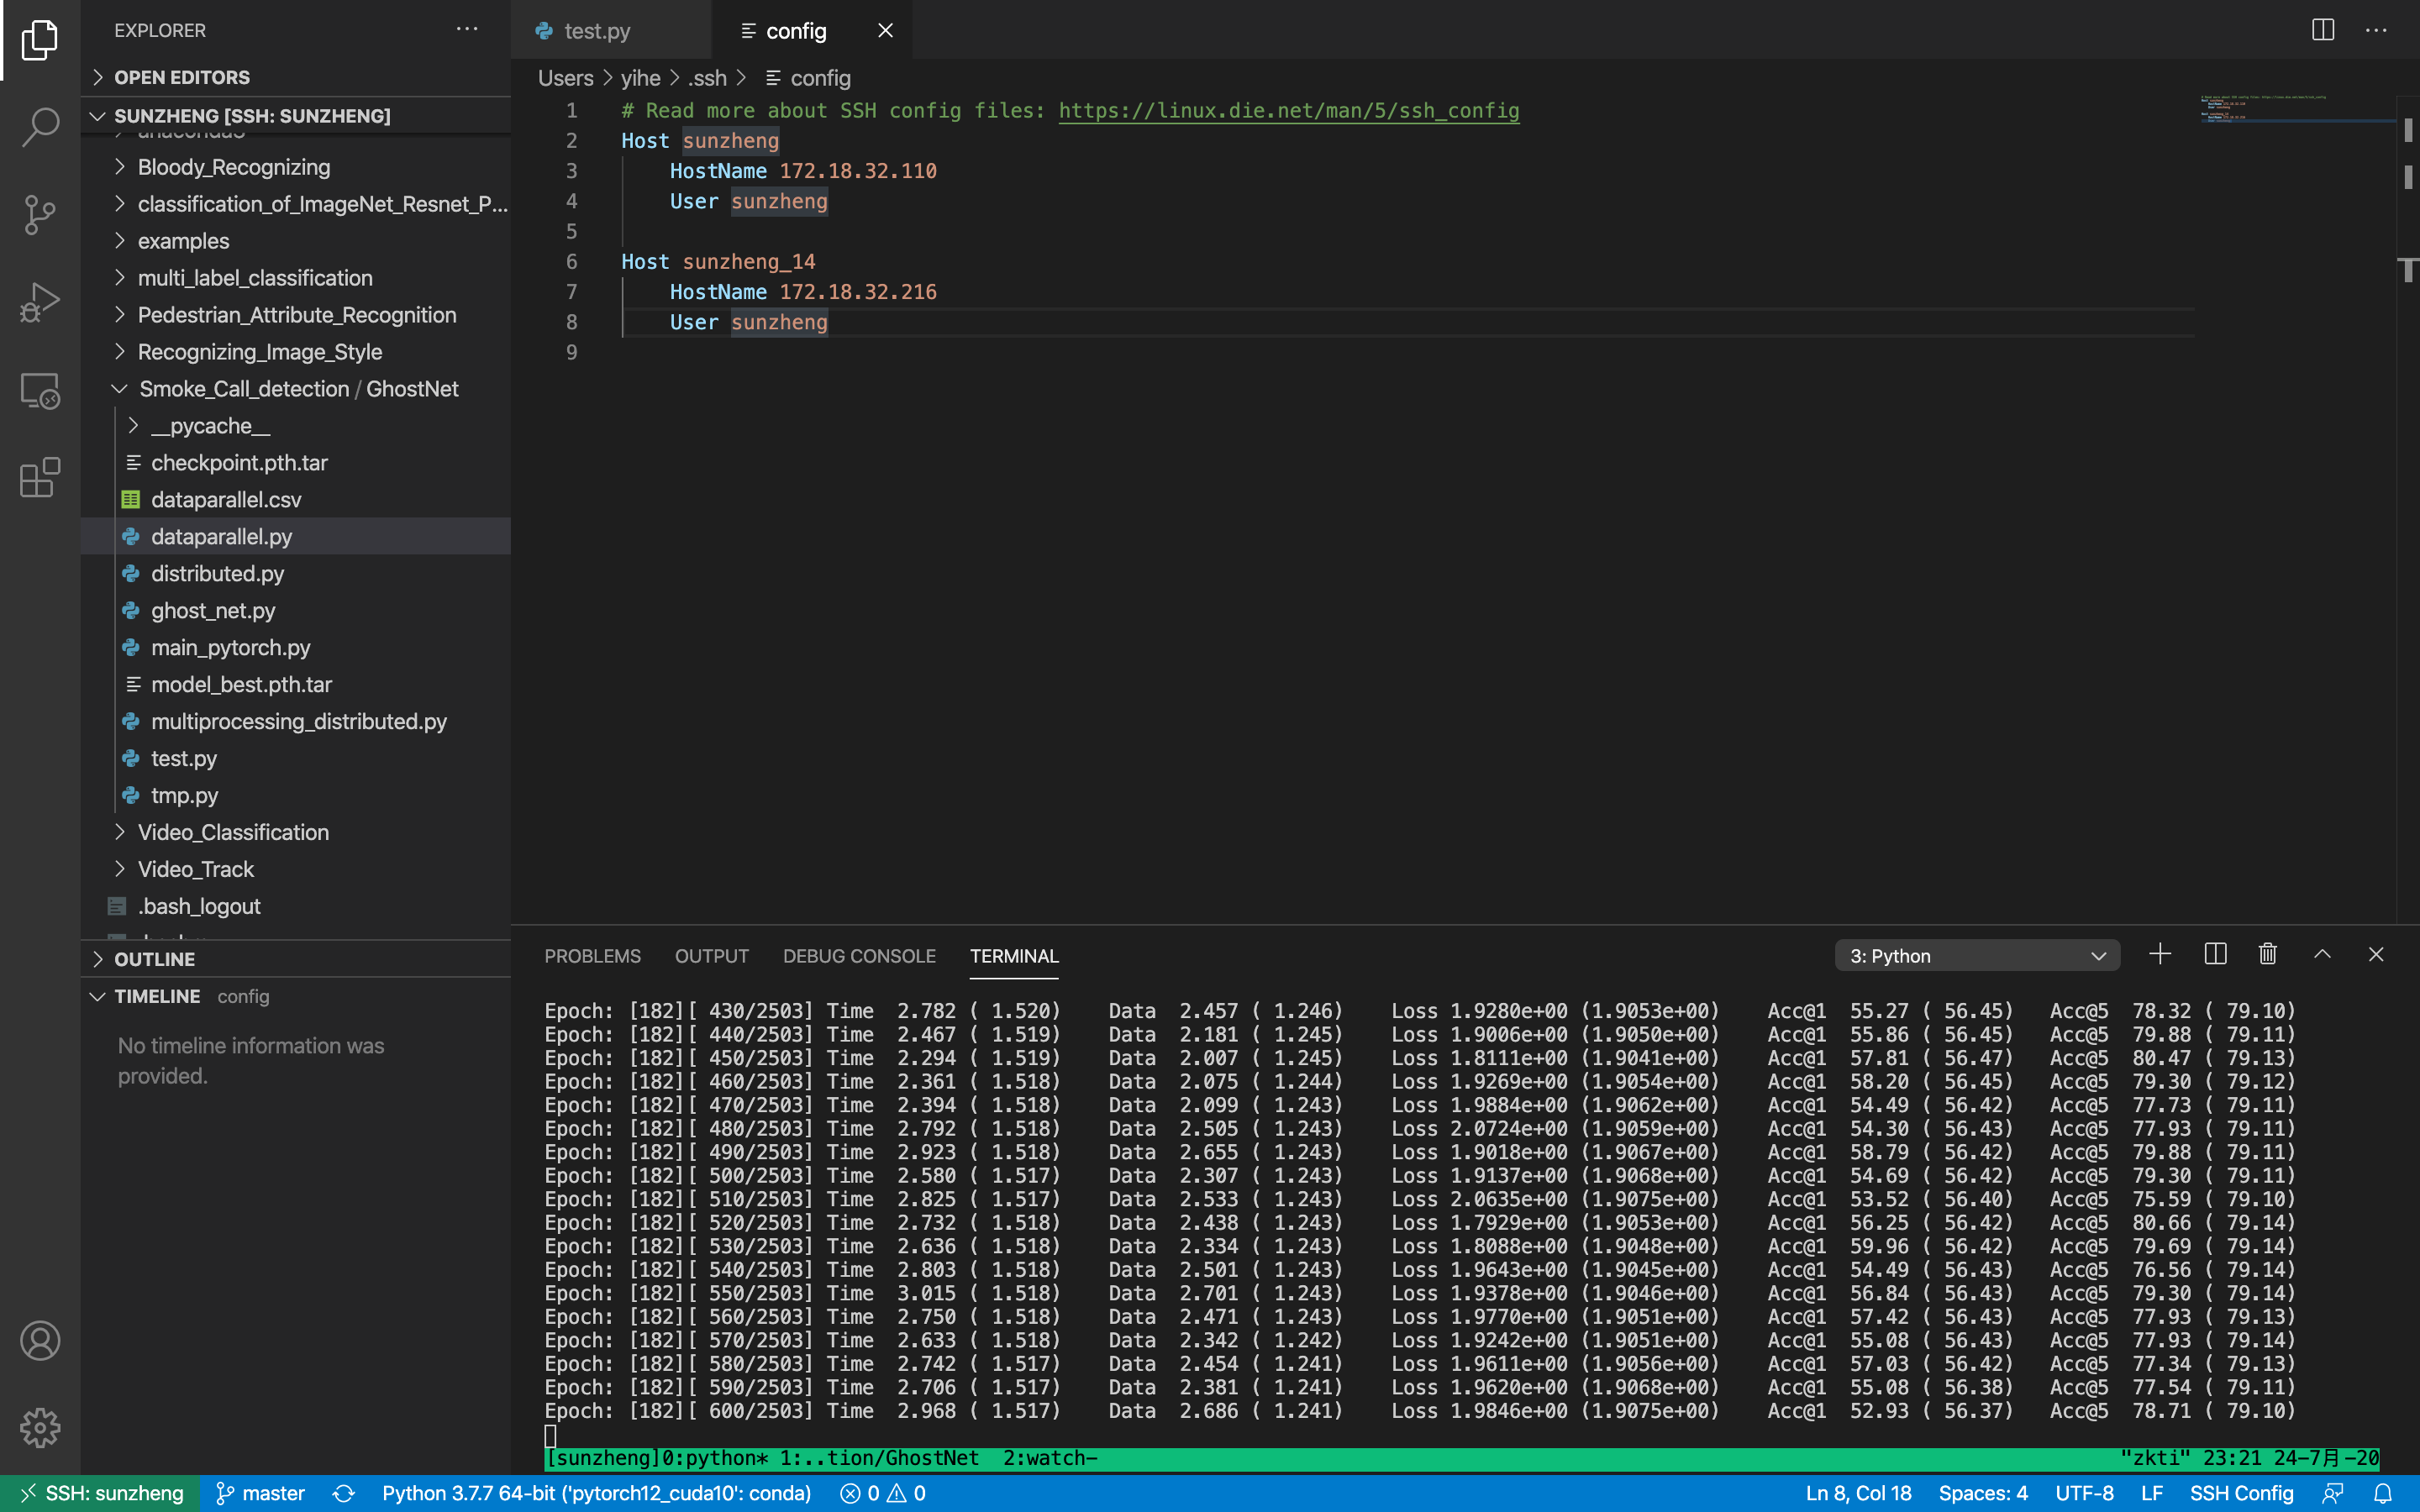 EXPLORER
OPEN EDITORS
SUNZHENG [SSH: SUNZHENG]
anaconda3
Bloody_Recognizing
classification_of_ImageNet_Resnet_P...
examples
multi_label_classification
Pedestrian_Attribute_Recognition
Recognizing_Image_Style
Smoke_Call_detection / GhostNet
__pycache__
checkpoint.pth.tar
dataparallel.csv
dataparallel.py
distributed.py
ghost_net.py
main_pytorch.py
model_best.pth.tar
multiprocessing_distributed.py
test.py
tmp.py
Video_Classification
Video_Track
.bash_logout
OUTLINE
TIMELINE config
No timeline information was
provided.
test.py
config
Users > yihe > .ssh > config
1 # Read more about SSH config files: https://linux.die.net/man/5/ssh_config
2 Host sunzheng
3 HostName 172.18.32.110
4 User sunzheng
5
6 Host sunzheng_14
7 HostName 172.18.32.216
8 User sunzheng
9
PROBLEMS OUTPUT DEBUG CONSOLE TERMINAL 3: Python
Epoch: [182][ 430/2503] Time 2.782 ( 1.520) Data 2.457 ( 1.246) Loss 1.9280e+00 (1.9053e+00) Acc@1 55.27 ( 56.45) Acc@5 78.32 ( 79.10)
Epoch: [182][ 440/2503] Time 2.467 ( 1.519) Data 2.181 ( 1.245) Loss 1.9006e+00 (1.9050e+00) Acc@1 55.86 ( 56.45) Acc@5 79.88 ( 79.11)
Epoch: [182][ 450/2503] Time 2.294 ( 1.519) Data 2.007 ( 1.245) Loss 1.8111e+00 (1.9041e+00) Acc@1 57.81 ( 56.47) Acc@5 80.47 ( 79.13)
Epoch: [182][ 460/2503] Time 2.361 ( 1.518) Data 2.075 ( 1.244) Loss 1.9269e+00 (1.9054e+00) Acc@1 58.20 ( 56.45) Acc@5 79.30 ( 79.12)
Epoch: [182][ 470/2503] Time 2.394 ( 1.518) Data 2.099 ( 1.243) Loss 1.9884e+00 (1.9062e+00) Acc@1 54.49 ( 56.42) Acc@5 77.73 ( 79.11)
Epoch: [182][ 480/2503] Time 2.792 ( 1.518) Data 2.505 ( 1.243) Loss 2.0724e+00 (1.9059e+00) Acc@1 54.30 ( 56.43) Acc@5 77.93 ( 79.11)
Epoch: [182][ 490/2503] Time 2.923 ( 1.518) Data 2.655 ( 1.243) Loss 1.9018e+00 (1.9067e+00) Acc@1 58.79 ( 56.42) Acc@5 79.88 ( 79.11)
Epoch: [182][ 500/2503] Time 2.580 ( 1.517) Data 2.307 ( 1.243) Loss 1.9137e+00 (1.9068e+00) Acc@1 54.69 ( 56.42) Acc@5 79.30 ( 79.11)
Epoch: [182][ 510/2503] Time 2.825 ( 1.517) Data 2.533 ( 1.243) Loss 2.0635e+00 (1.9075e+00) Acc@1 53.52 ( 56.40) Acc@5 75.59 ( 79.10)
Epoch: [182][ 520/2503] Time 2.732 ( 1.518) Data 2.438 ( 1.243) Loss 1.7929e+00 (1.9053e+00) Acc@1 56.25 ( 56.42) Acc@5 80.66 ( 79.14)
Epoch: [182][ 530/2503] Time 2.636 ( 1.518) Data 2.334 ( 1.243) Loss 1.8088e+00 (1.9048e+00) Acc@1 59.96 ( 56.42) Acc@5 79.69 ( 79.14)
Epoch: [182][ 540/2503] Time 2.803 ( 1.518) Data 2.501 ( 1.243) Loss 1.9643e+00 (1.9045e+00) Acc@1 54.49 ( 56.43) Acc@5 76.56 ( 79.14)
Epoch: [182][ 550/2503] Time 3.015 ( 1.518) Data 2.701 ( 1.243) Loss 1.9378e+00 (1.9046e+00) Acc@1 56.84 ( 56.43) Acc@5 79.30 ( 79.14)
Epoch: [182][ 560/2503] Time 2.750 ( 1.518) Data 2.471 ( 1.243) Loss 1.9770e+00 (1.9051e+00) Acc@1 57.42 ( 56.43) Acc@5 77.93 ( 79.13)
Epoch: [182][ 570/2503] Time 2.633 ( 1.518) Data 2.342 ( 1.242) Loss 1.9242e+00 (1.9051e+00) Acc@1 55.08 ( 56.43) Acc@5 77.93 ( 79.14)
Epoch: [182][ 580/2503] Time 2.742 ( 1.517) Data 2.454 ( 1.241) Loss 1.9611e+00 (1.9056e+00) Acc@1 57.03 ( 56.42) Acc@5 77.34 ( 79.13)
Epoch: [182][ 590/2503] Time 2.706 ( 1.517) Data 2.381 ( 1.241) Loss 1.9620e+00 (1.9068e+00) Acc@1 55.08 ( 56.38) Acc@5 77.54 ( 79.11)
Epoch: [182][ 600/2503] Time 2.968 ( 1.517) Data 2.686 ( 1.241) Loss 1.9846e+00 (1.9075e+00) Acc@1 52.93 ( 56.37) Acc@5 78.71 ( 79.10)
[sunzheng]0:python* 1:..tion/GhostNet 2:watch- "zkti" 23:21 24-7月-20
SSH: sunzheng master Python 3.7.7 64-bit ('pytorch12_cuda10': conda) 0 0 Ln 8, Col 18 Spaces: 4 UTF-8 LF SSH Config